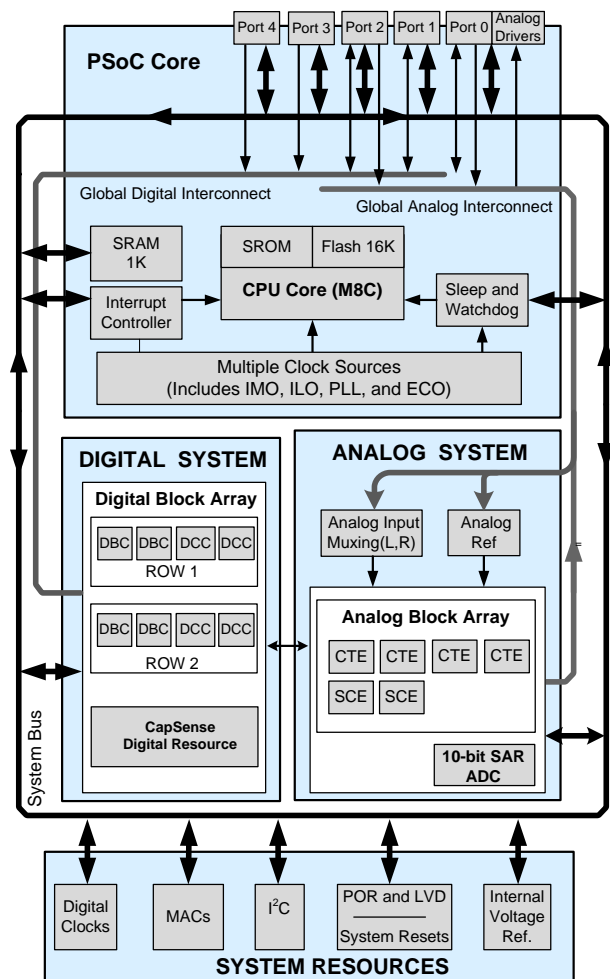 Port 4
Port 3
Port 2
Port 1
Port 0
Analog
Drivers
PSoC Core
Global Digital Interconnect
Global Analog Interconnect
SRAM
1K
SROM
Flash 16K
CPU Core (M8C)
Sleep and
Watchdog
Interrupt
Controller
Multiple Clock Sources
(Includes IMO, ILO, PLL, and ECO)
DIGITAL SYSTEM
Digital Block Array
DBC DBC DCC DCC
ROW 1
DBC DBC DCC DCC
ROW 2
CapSense
Digital Resource
ANALOG SYSTEM
Analog Input
Muxing(L,R)
Analog
Ref
Analog Block Array
CTE CTE CTE CTE
SCE SCE
10-bit SAR
ADC
System Bus
Digital
Clocks
MACs
I²C
POR and LVD
System Resets
Internal
Voltage
Ref.
SYSTEM RESOURCES